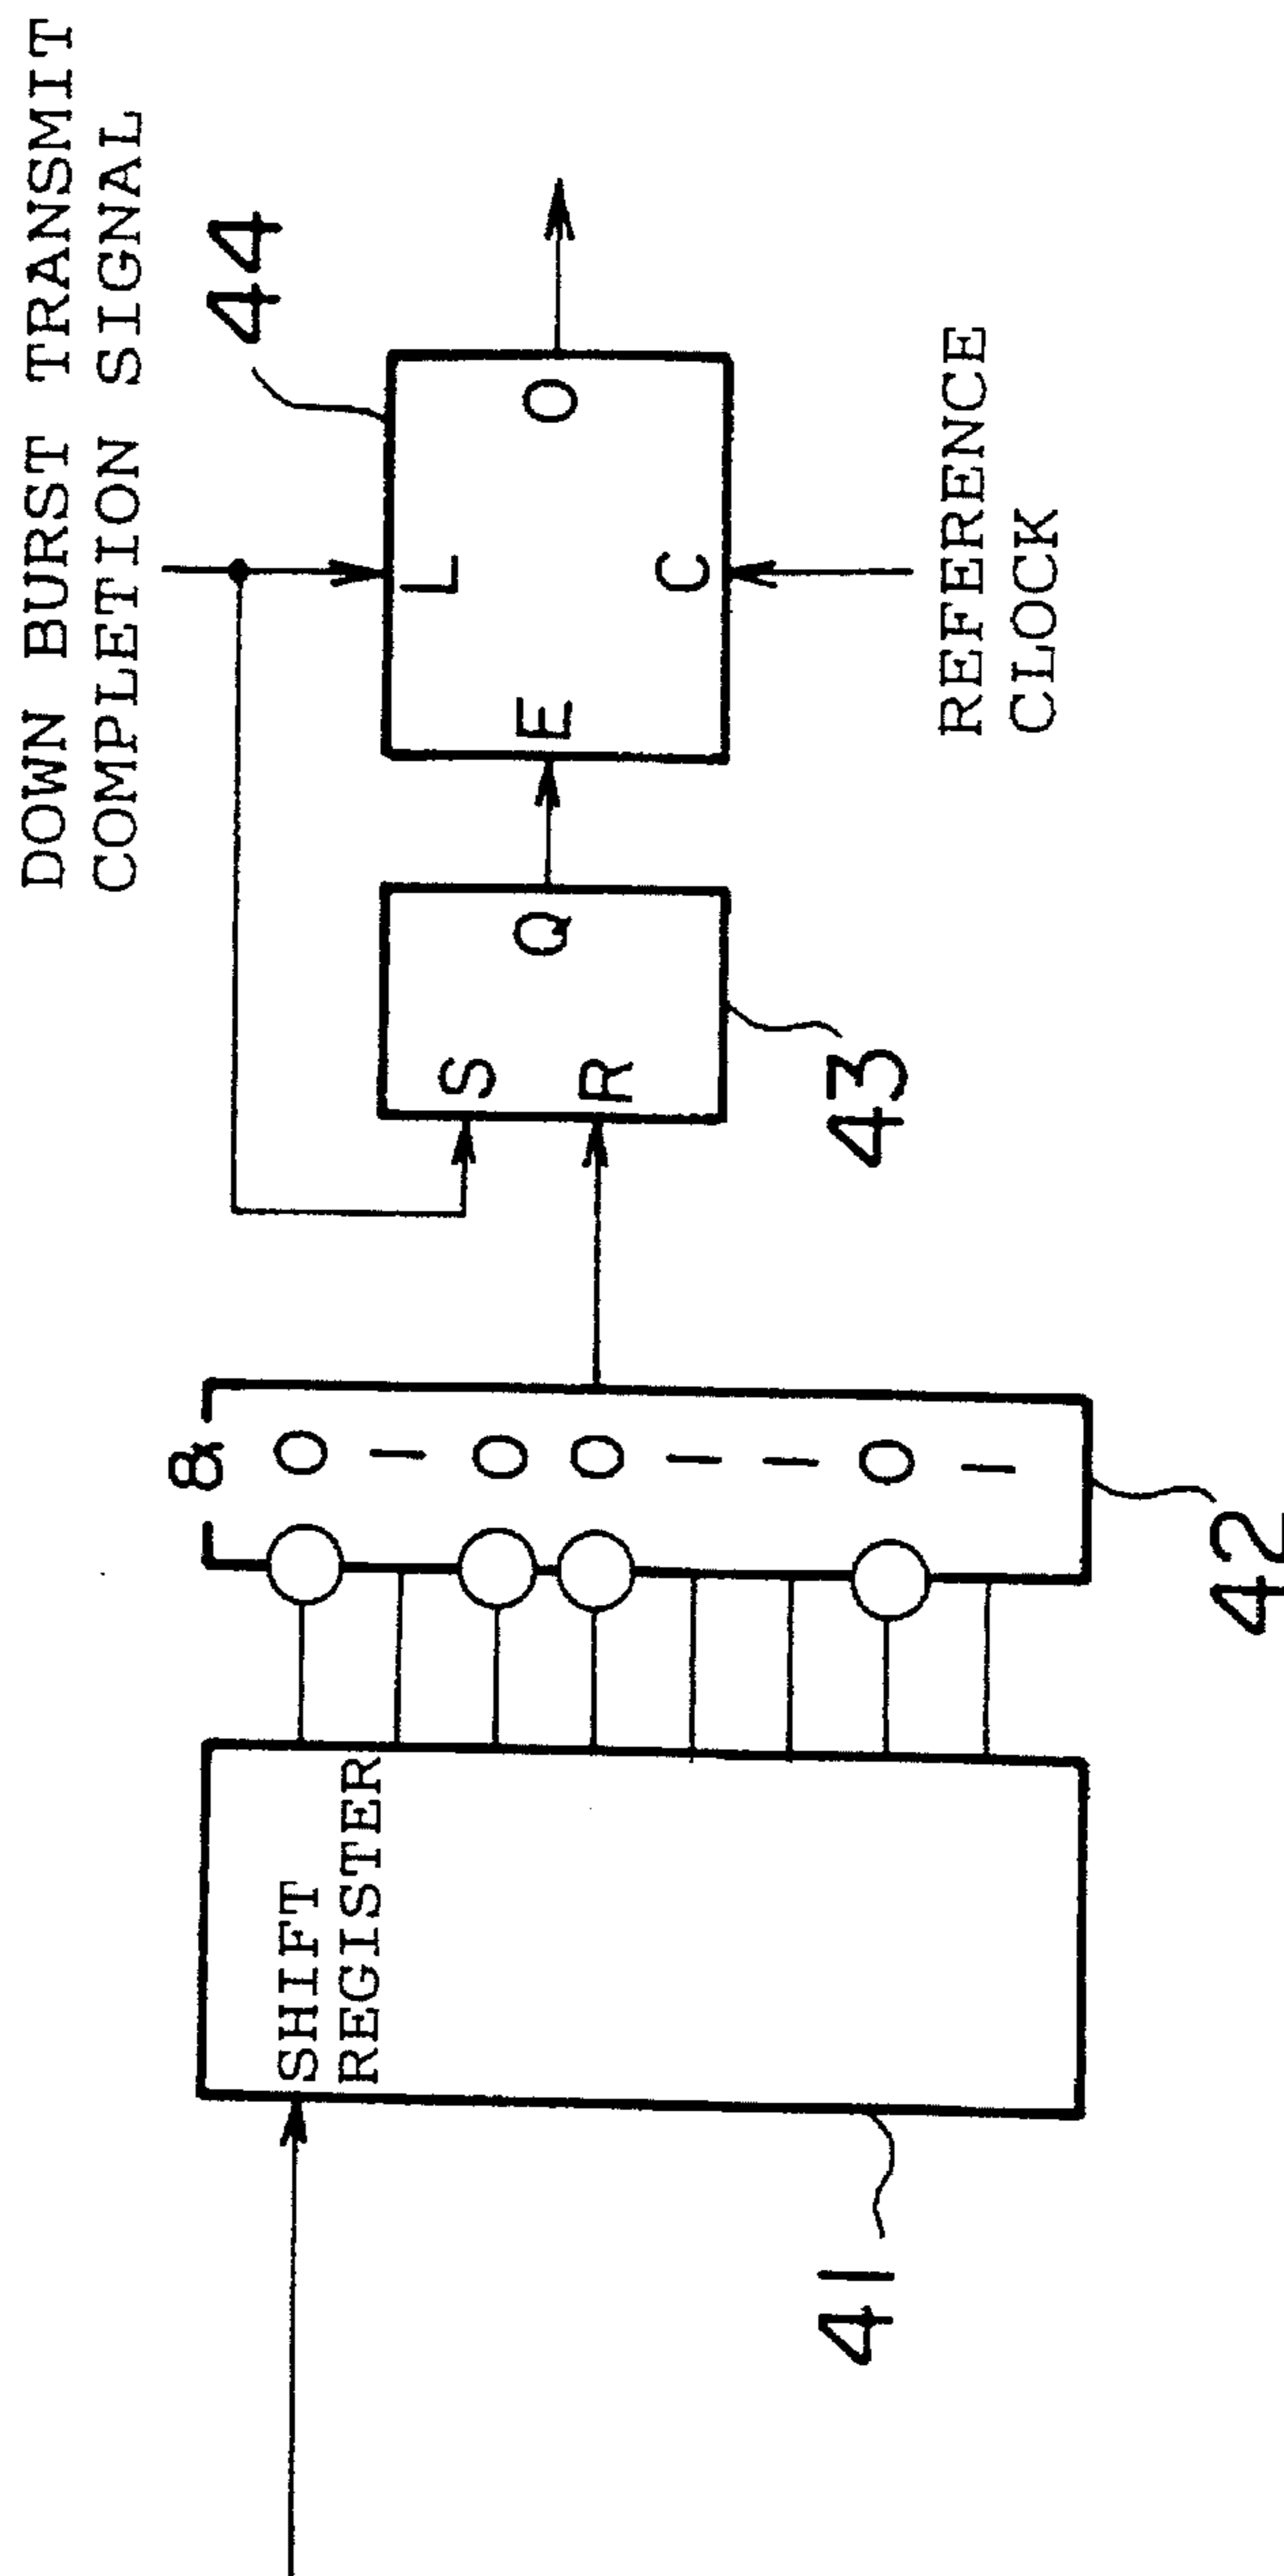 DOWN BURST TRANSMIT
COMPLETION SIGNAL
44
L
E
O
C
REFERENCE
CLOCK
S
Q
R
43
&
0
1
0
0
1
1
0
1
42
SHIFT
REGISTER
41